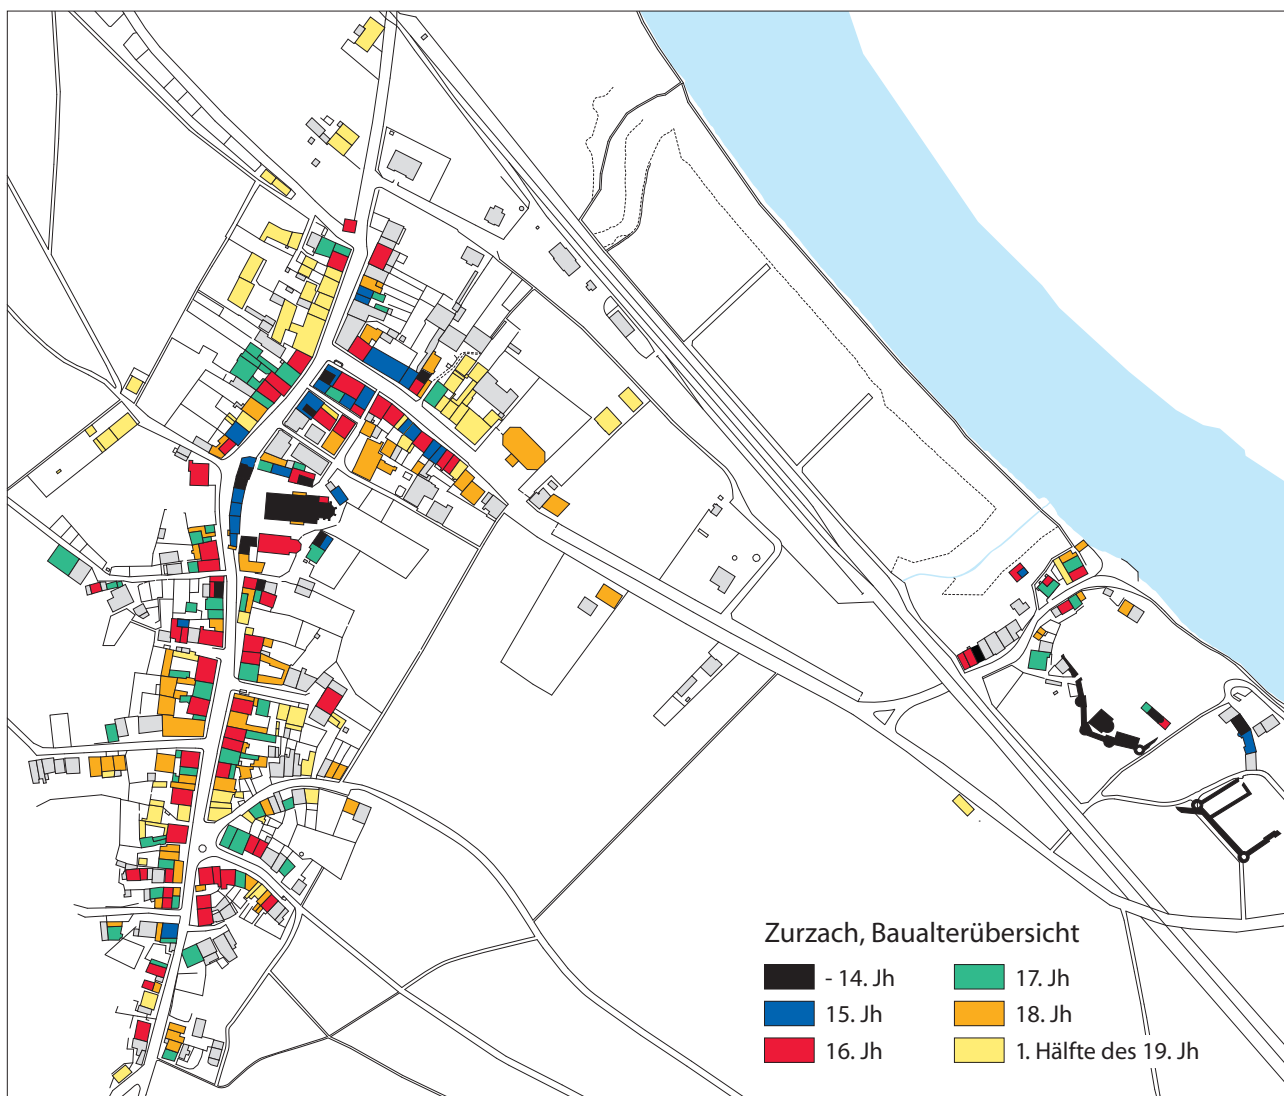 Zurzach, Baualterübersicht
- 14. Jh
15. Jh
16. Jh
17. Jh
18. Jh
1. Hälfte des 19. Jh